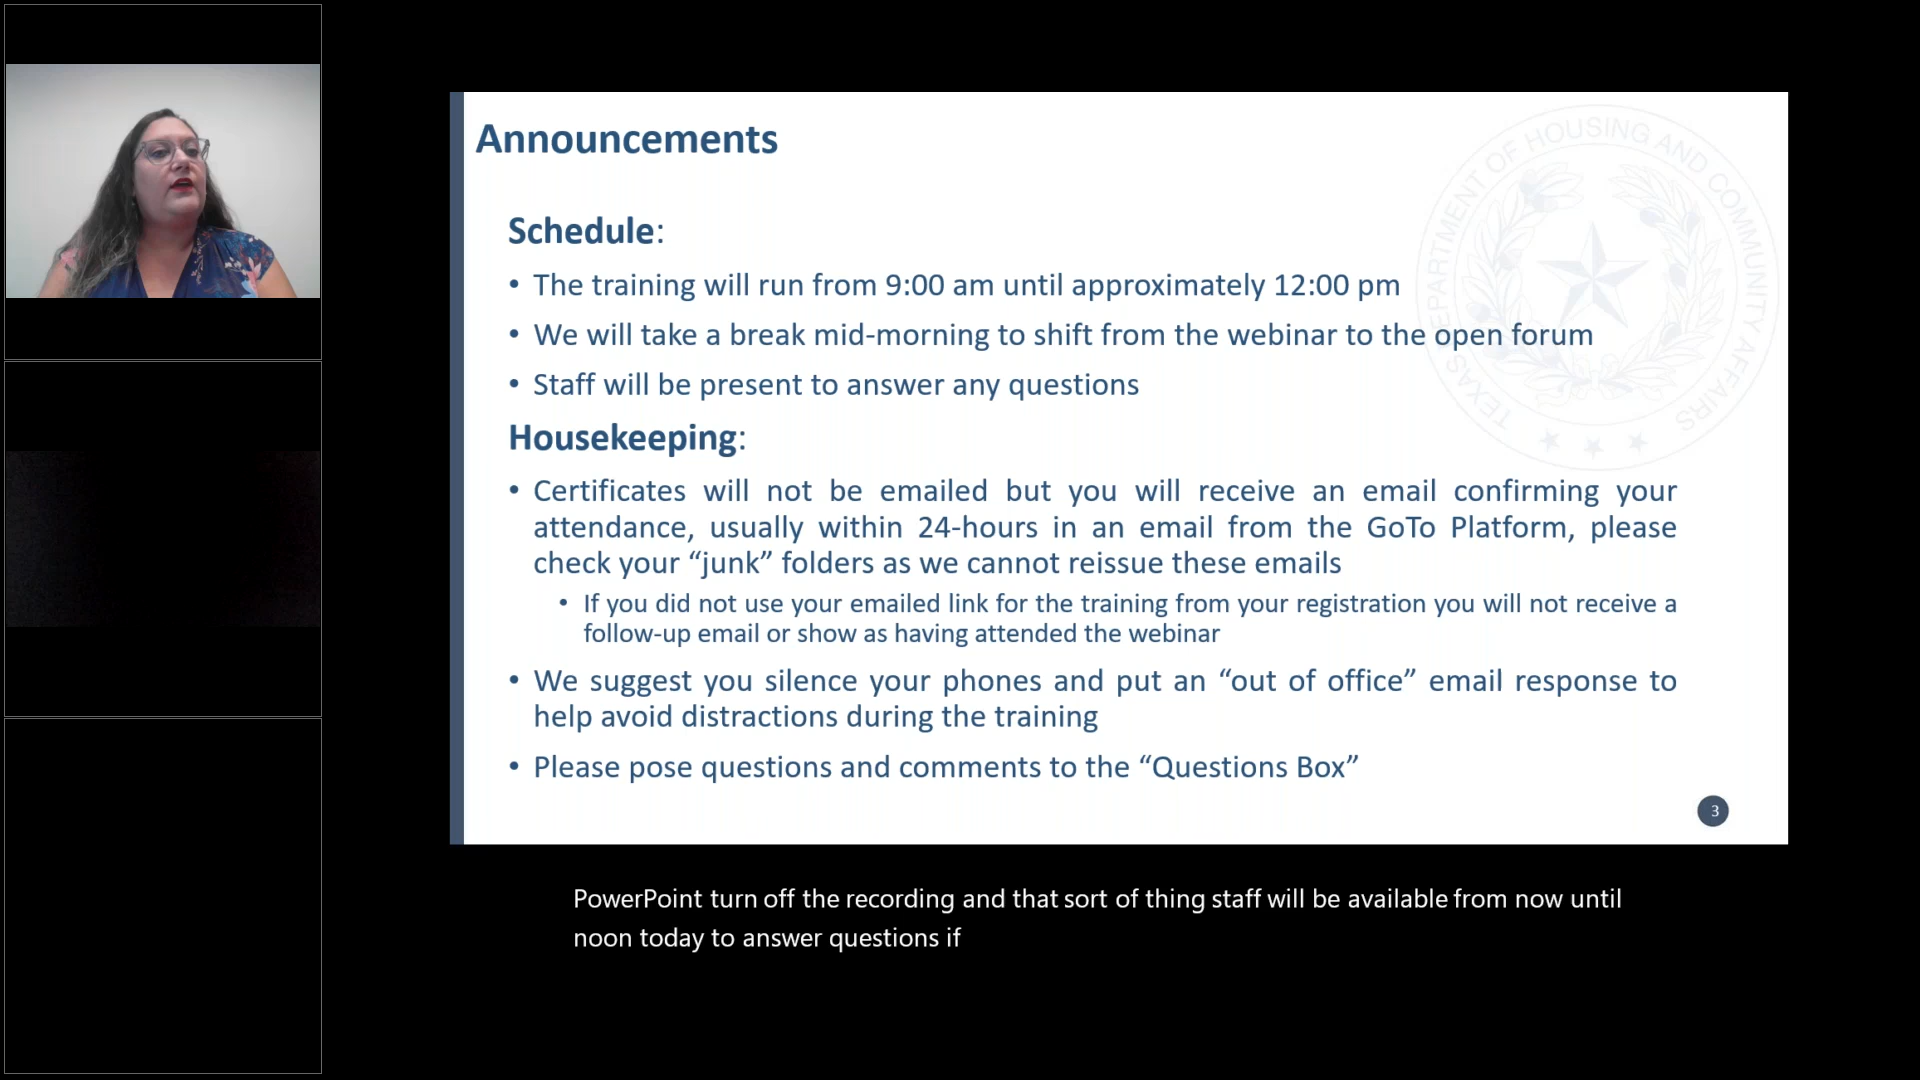 Announcements
TEXAS DEPARTMENT OF HOUSING AND COMMUNITY AFFAIRS
Schedule:
• The training will run from 9:00 am until approximately 12:00 pm
• We will take a break mid-morning to shift from the webinar to the open forum
• Staff will be present to answer any questions
Housekeeping:
• Certificates will not be emailed but you will receive an email confirming your
attendance, usually within 24-hours in an email from the GoTo Platform, please
check your “junk” folders as we cannot reissue these emails
• If you did not use your emailed link for the training from your registration you will not receive a
follow-up email or show as having attended the webinar
• We suggest you silence your phones and put an “out of office” email response to
help avoid distractions during the training
• Please pose questions and comments to the “Questions Box”
3
PowerPoint turn off the recording and that sort of thing staff will be available from now until
noon today to answer questions if